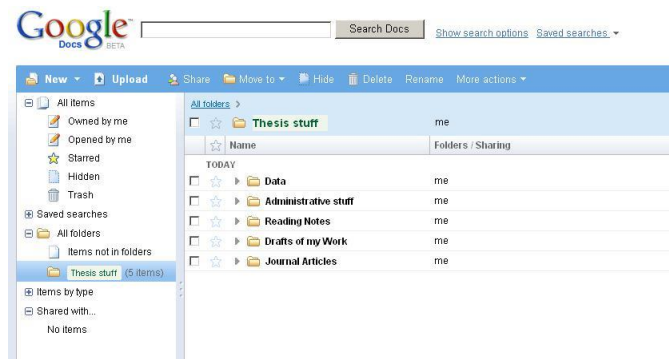 Google
Docs BETA
Search Docs
Show search options Saved searches
New Upload Share Move to Hide Delete Rename More actions
All items
Owned by me
Opened by me
Starred
Hidden
Trash
Saved searches
All folders
Items not in folders
Thesis stuff (5 items)
Items by type
Shared with...
No items
All folders >
Thesis stuff me
Name Folders / Sharing
TODAY
Data me
Administrative stuff me
Reading Notes me
Drafts of my Work me
Journal Articles me